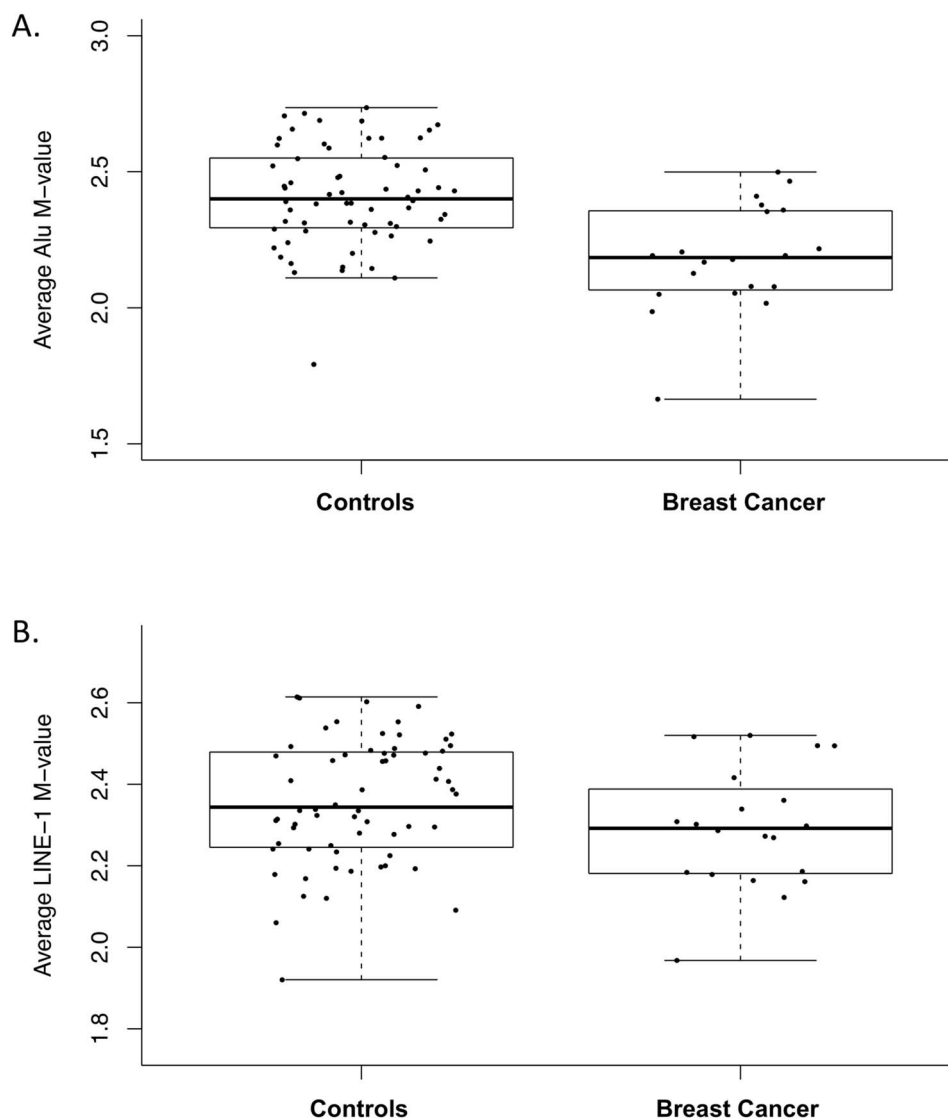 A.
Average Alu M−value
3.0
2.5
2.0
1.5
Controls
Breast Cancer
B.
Average LINE−1 M−value
2.6
2.4
2.2
2.0
1.8
Controls
Breast Cancer